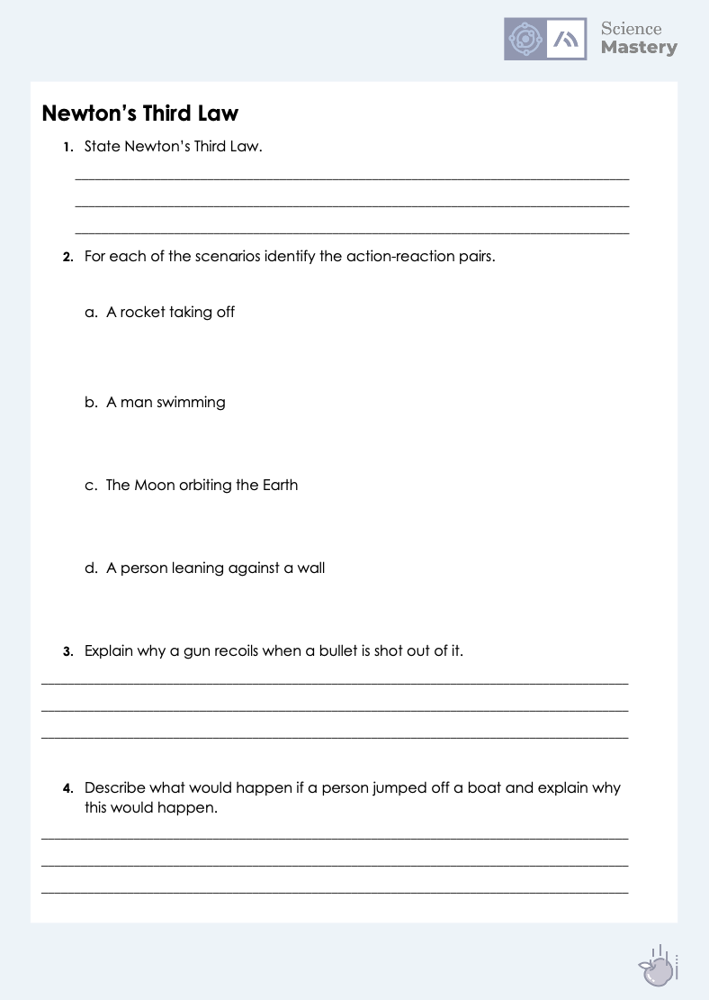 Science
Mastery
Newton’s Third Law
1. State Newton’s Third Law.
2. For each of the scenarios identify the action-reaction pairs.
a. A rocket taking off
b. A man swimming
c. The Moon orbiting the Earth
d. A person leaning against a wall
3. Explain why a gun recoils when a bullet is shot out of it.
4. Describe what would happen if a person jumped off a boat and explain why
this would happen.